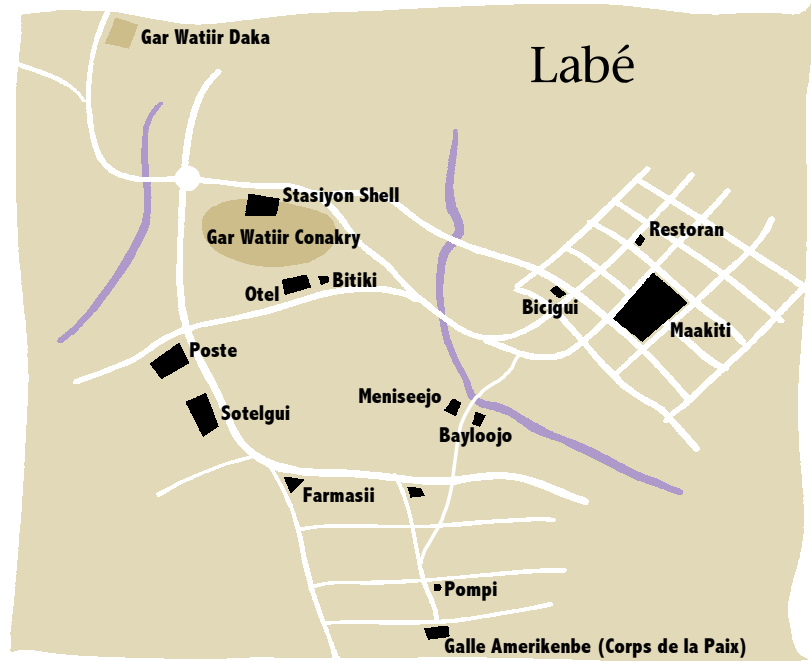 Gar Watiir Daka
Labé
Stasiyon Shell
Restoran
Gar Watiir Conakry
Bitiki
Otel
Bicigui
Maakiti
Poste
Meniseejo
Sotelgui
Bayloojo
Farmasii
Pompi
Galle Amerikenbe (Corps de la Paix)